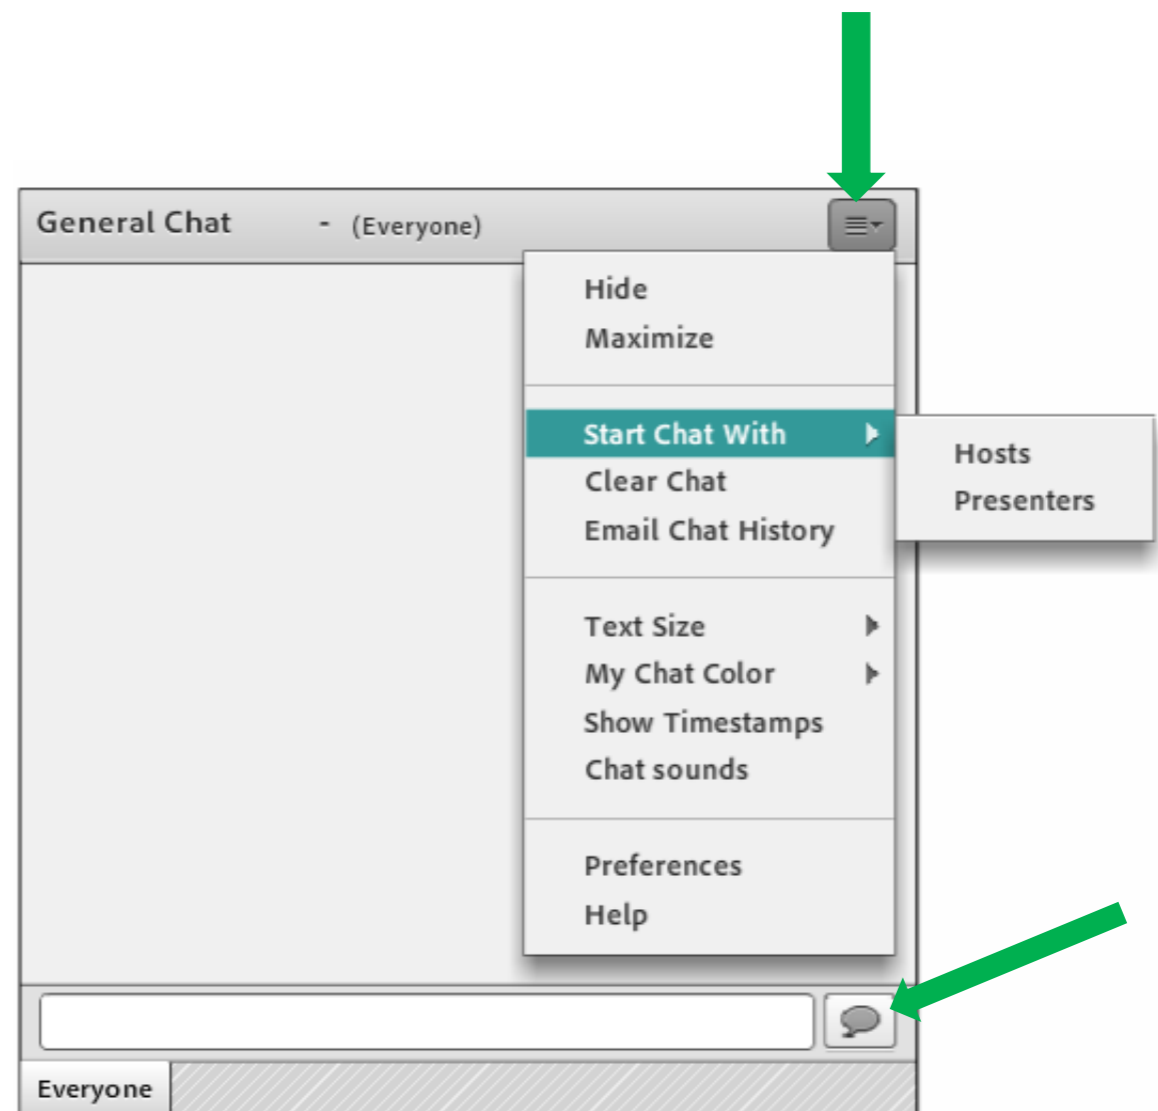 General Chat - (Everyone)
Hide
Maximize
Start Chat With
Hosts
Presenters
Clear Chat
Email Chat History
Text Size
My Chat Color
Show Timestamps
Chat sounds
Preferences
Help
Everyone